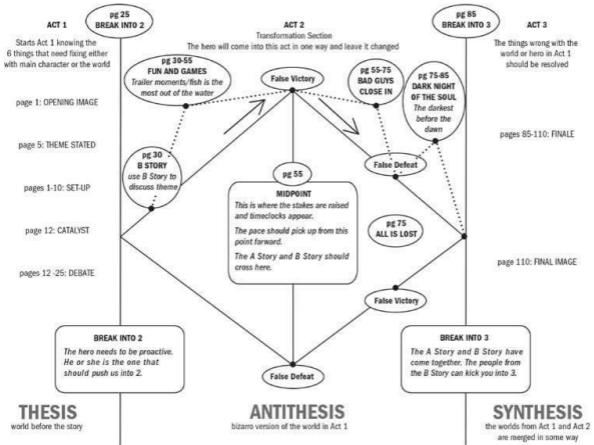 ACT 1
Starts Act 1 knowing the
6 things that need fixing either
with main character or the world
page 1: OPENING IMAGE
page 5: THEME STATED
pages 1-10: SET-UP
page 12: CATALYST
pages 12 -25: DEBATE
pg 25
BREAK INTO 2
ACT 2
Transformation Section
The hero will come into this act in one way and leave it changed
pg 30-55
FUN AND GAMES
Trailer moments/fish is the
most out of the water
False Victory
pg 55-75
BAD GUYS
CLOSE IN
pg 75-85
DARK NIGHT
OF THE SOUL
The darkest
before the
dawn
pg 30
B STORY
use B Story to
discuss theme
pg 55
MIDPOINT
This is where the stakes are raised
and timeclocks appear.
The pace should pick up from this
point forward.
The A Story and B Story should
cross here.
False Defeat
pg 75
ALL IS LOST
False Victory
False Defeat
pg 85
BREAK INTO 3
ACT 3
The things wrong with the
world or hero in Act 1
should be resolved
pages 85-110: FINALE
page 110: FINAL IMAGE
BREAK INTO 2
The hero needs to be proactive.
He or she is the one that
should push us into 2.
BREAK INTO 3
The A Story and B Story have
come together. The people from
the B Story can kick you into 3.
THESIS
world before the story
ANTITHESIS
bizarro version of the world in Act 1
SYNTHESIS
the worlds from Act 1 and Act 2
are merged in some way